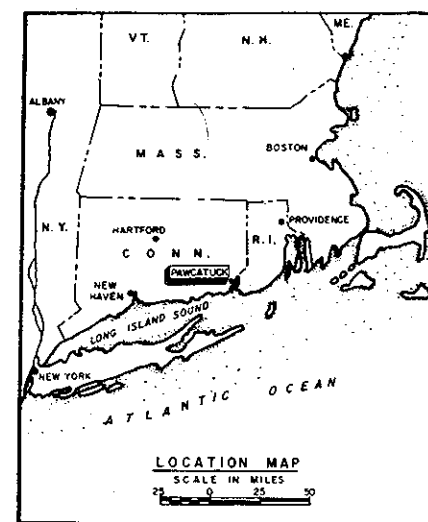 ME.
VT.
N.H.
ALBANY
MASS.
BOSTON
N.Y.
PROVIDENCE
HARTFORD
R.I.
CONN.
PAWCATUCK
NEW
HAVEN
LONG ISLAND SOUND
NEW YORK
ATLANTIC OCEAN
LOCATION MAP
SCALE IN MILES
25 0 25 50